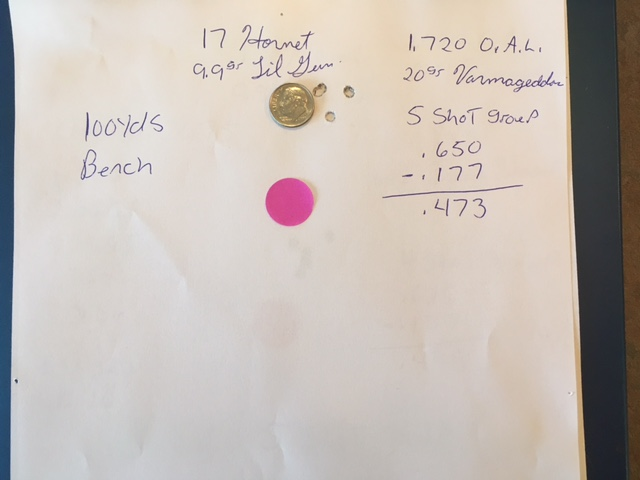 17 Hornet
9.9gr Lil Gun.
1.720 O.A.L.
20gr Varmageddon
5 Shot group
.650
-.177
.473
100yds
Bench